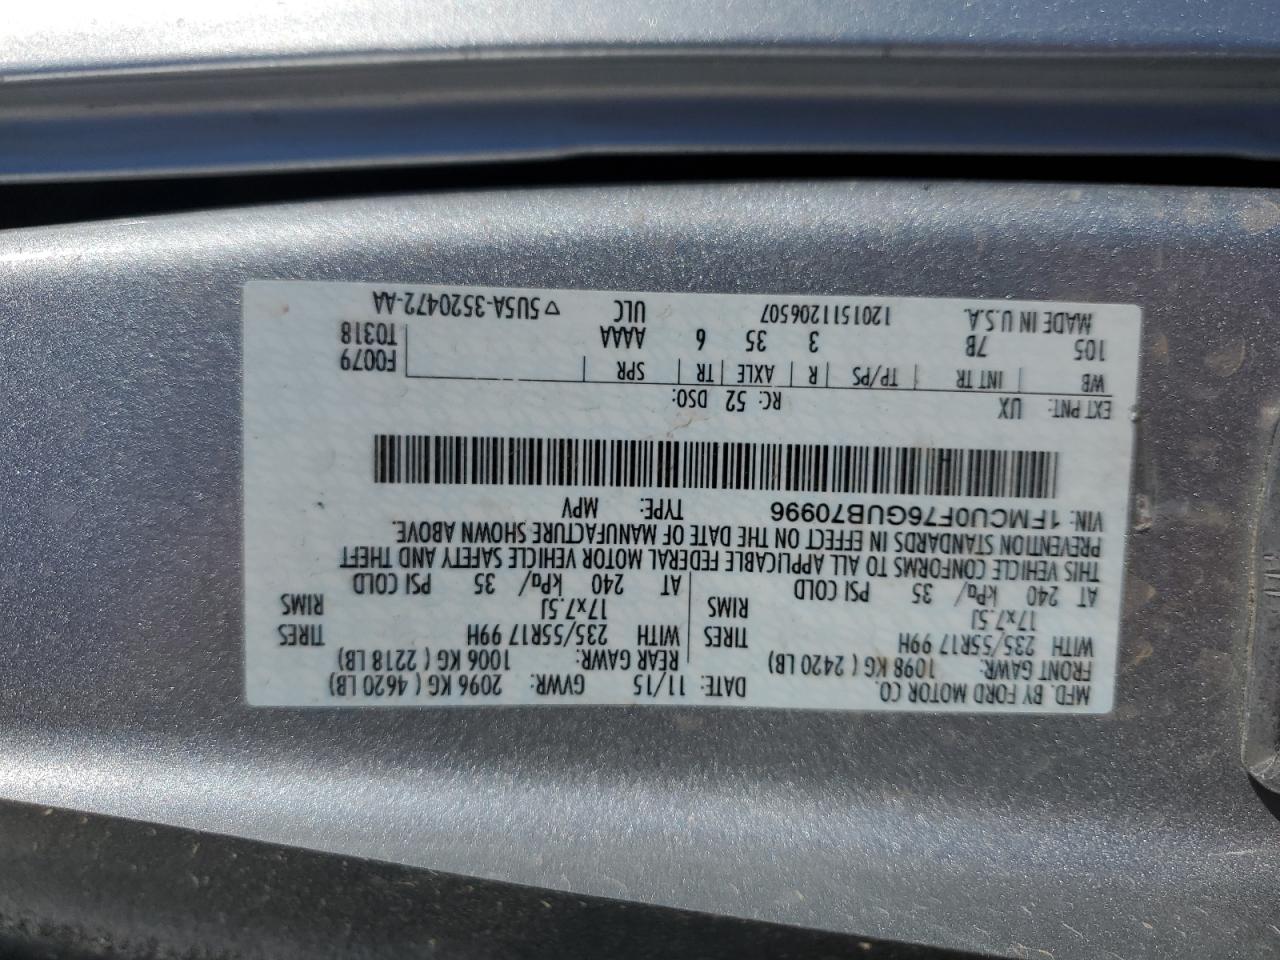 MFD. BY FORD MOTOR CO. DATE: 11/15 GVWR: 2096 KG ( 4620 LB)
FRONT GAWR: 1098 KG ( 2420 LB) REAR GAWR: 1006 KG ( 2218 LB)
WITH 235/55R17 99H TIRES WITH 235/55R17 99H TIRES
17x7.5J RIMS 17x7.5J RIMS
AT 240 kPa/ 35 PSI COLD AT 240 kPa/ 35 PSI COLD
THIS VEHICLE CONFORMS TO ALL APPLICABLE FEDERAL MOTOR VEHICLE SAFETY AND THEFT
PREVENTION STANDARDS IN EFFECT ON THE DATE OF MANUFACTURE SHOWN ABOVE.
VIN: 1FMCU0F76GUB70996 TYPE: MPV
EXT PNT: UX RC: 52 DSO:
WB INT TR TP/PS R AXLE TR SPR F0079
105 7B 3 35 6 AAAA T0318
MADE IN U.S.A. 1201511206507 ULC ▽ 5U5A-3520472-AA